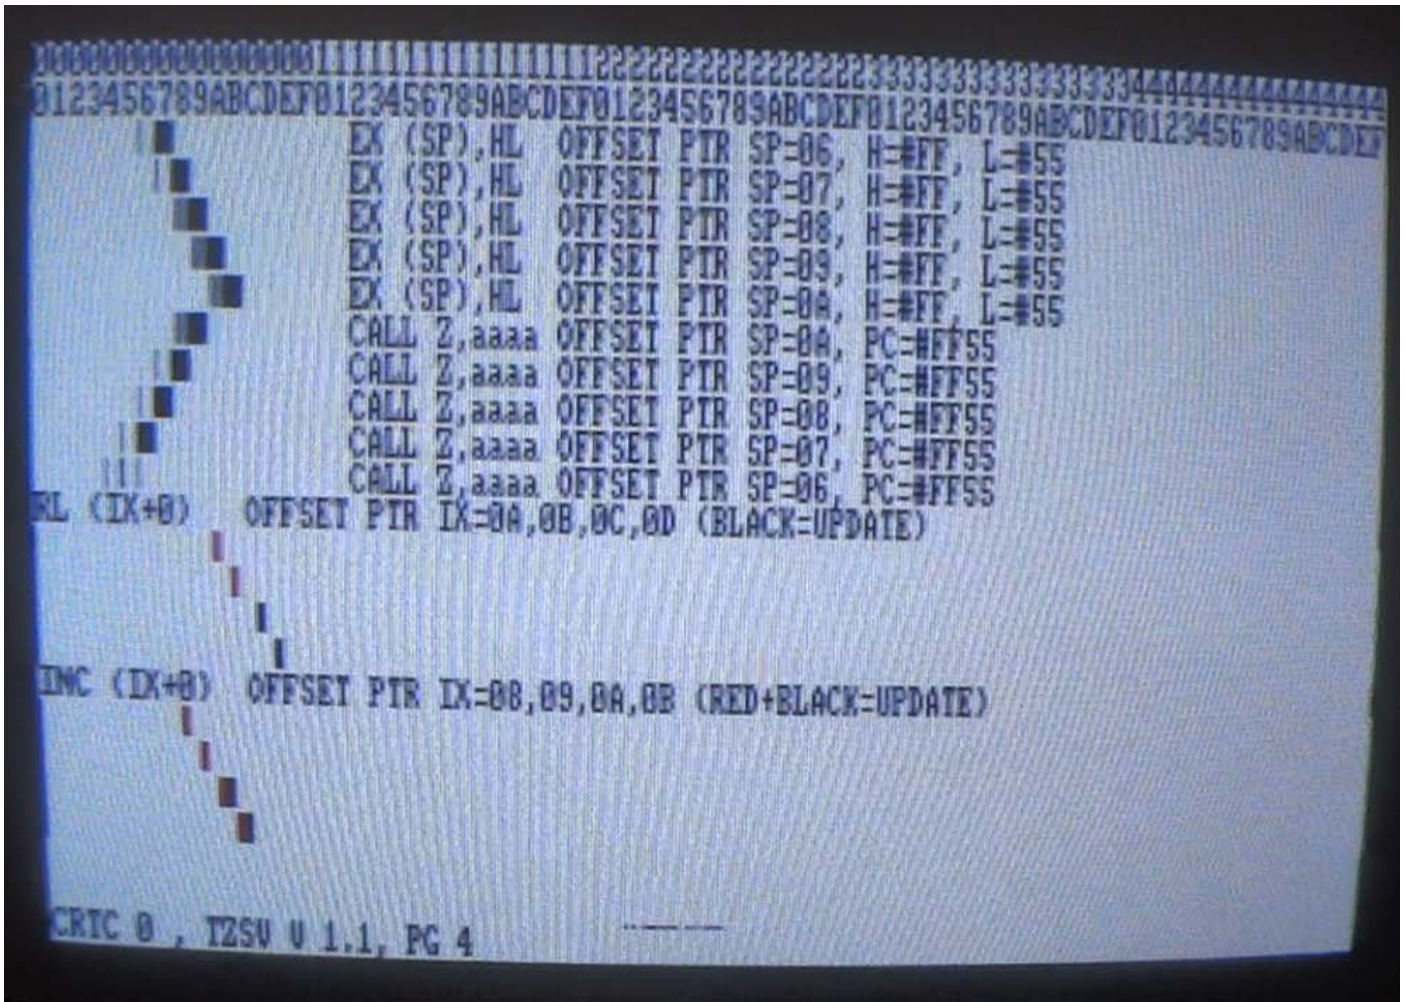 00000000000000001111111111111111222222222222222233333333333333334444444444444444
0123456789ABCDEF0123456789ABCDEF0123456789ABCDEF0123456789ABCDEF0123456789ABCDEF
EX (SP),HL OFFSET PTR SP=06, H=#FF, L=#55
EX (SP),HL OFFSET PTR SP=07, H=#FF, L=#55
EX (SP),HL OFFSET PTR SP=08, H=#FF, L=#55
EX (SP),HL OFFSET PTR SP=09, H=#FF, L=#55
EX (SP),HL OFFSET PTR SP=0A, H=#FF, L=#55
CALL Z,aaaa OFFSET PTR SP=0A, PC=#FF55
CALL Z,aaaa OFFSET PTR SP=09, PC=#FF55
CALL Z,aaaa OFFSET PTR SP=08, PC=#FF55
CALL Z,aaaa OFFSET PTR SP=07, PC=#FF55
CALL Z,aaaa OFFSET PTR SP=06, PC=#FF55
RL (IX+0) OFFSET PTR IX=0A,0B,0C,0D (BLACK=UPDATE)
INC (IX+0) OFFSET PTR IX=08,09,0A,0B (RED+BLACK=UPDATE)
CRTC 0 , TZSV V 1.1, PG 4